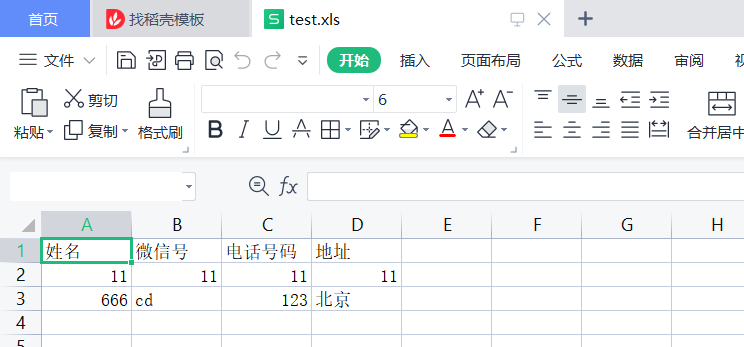 首页 找稻壳模板 S test.xls
文件 开始 插入 页面布局 公式 数据 审阅
剪切 6 A+ A-
粘贴 复制 格式刷 B I U A A 合并居中
fx
A B C D E F G H
1 姓名 微信号 电话号码 地址
2 11 11 11 11
3 666 cd 123 北京
4